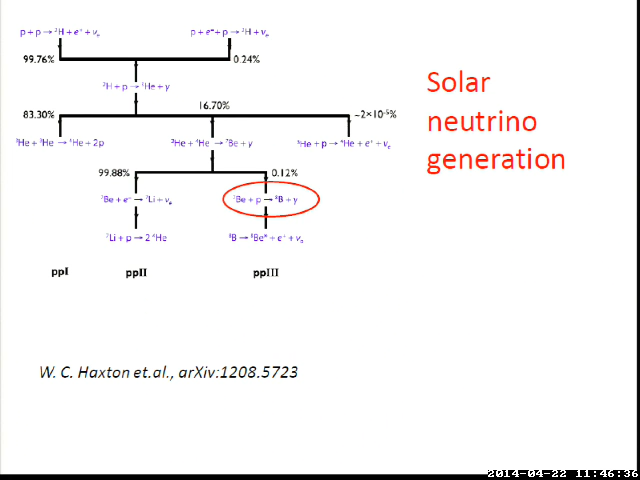 p + p → ²H + e⁺ + νₑ
p + e⁻ + p → ²H + νₑ
99.76%
0.24%
²H + p → ³He + γ
83.30%
16.70%
~2×10⁻⁵%
³He + ³He → ⁴He + 2p
³He + ⁴He → ⁷Be + γ
³He + p → ⁴He + e⁺ + νₑ
99.88%
0.12%
⁷Be + e⁻ → ⁷Li + νₑ
⁷Be + p → ⁸B + γ
⁷Li + p → 2 ⁴He
⁸B → ⁸Be* + e⁺ + νₑ
ppI
ppII
ppIII
Solar
neutrino
generation
W. C. Haxton et.al., arXiv:1208.5723
2014-04-22 11:46:36